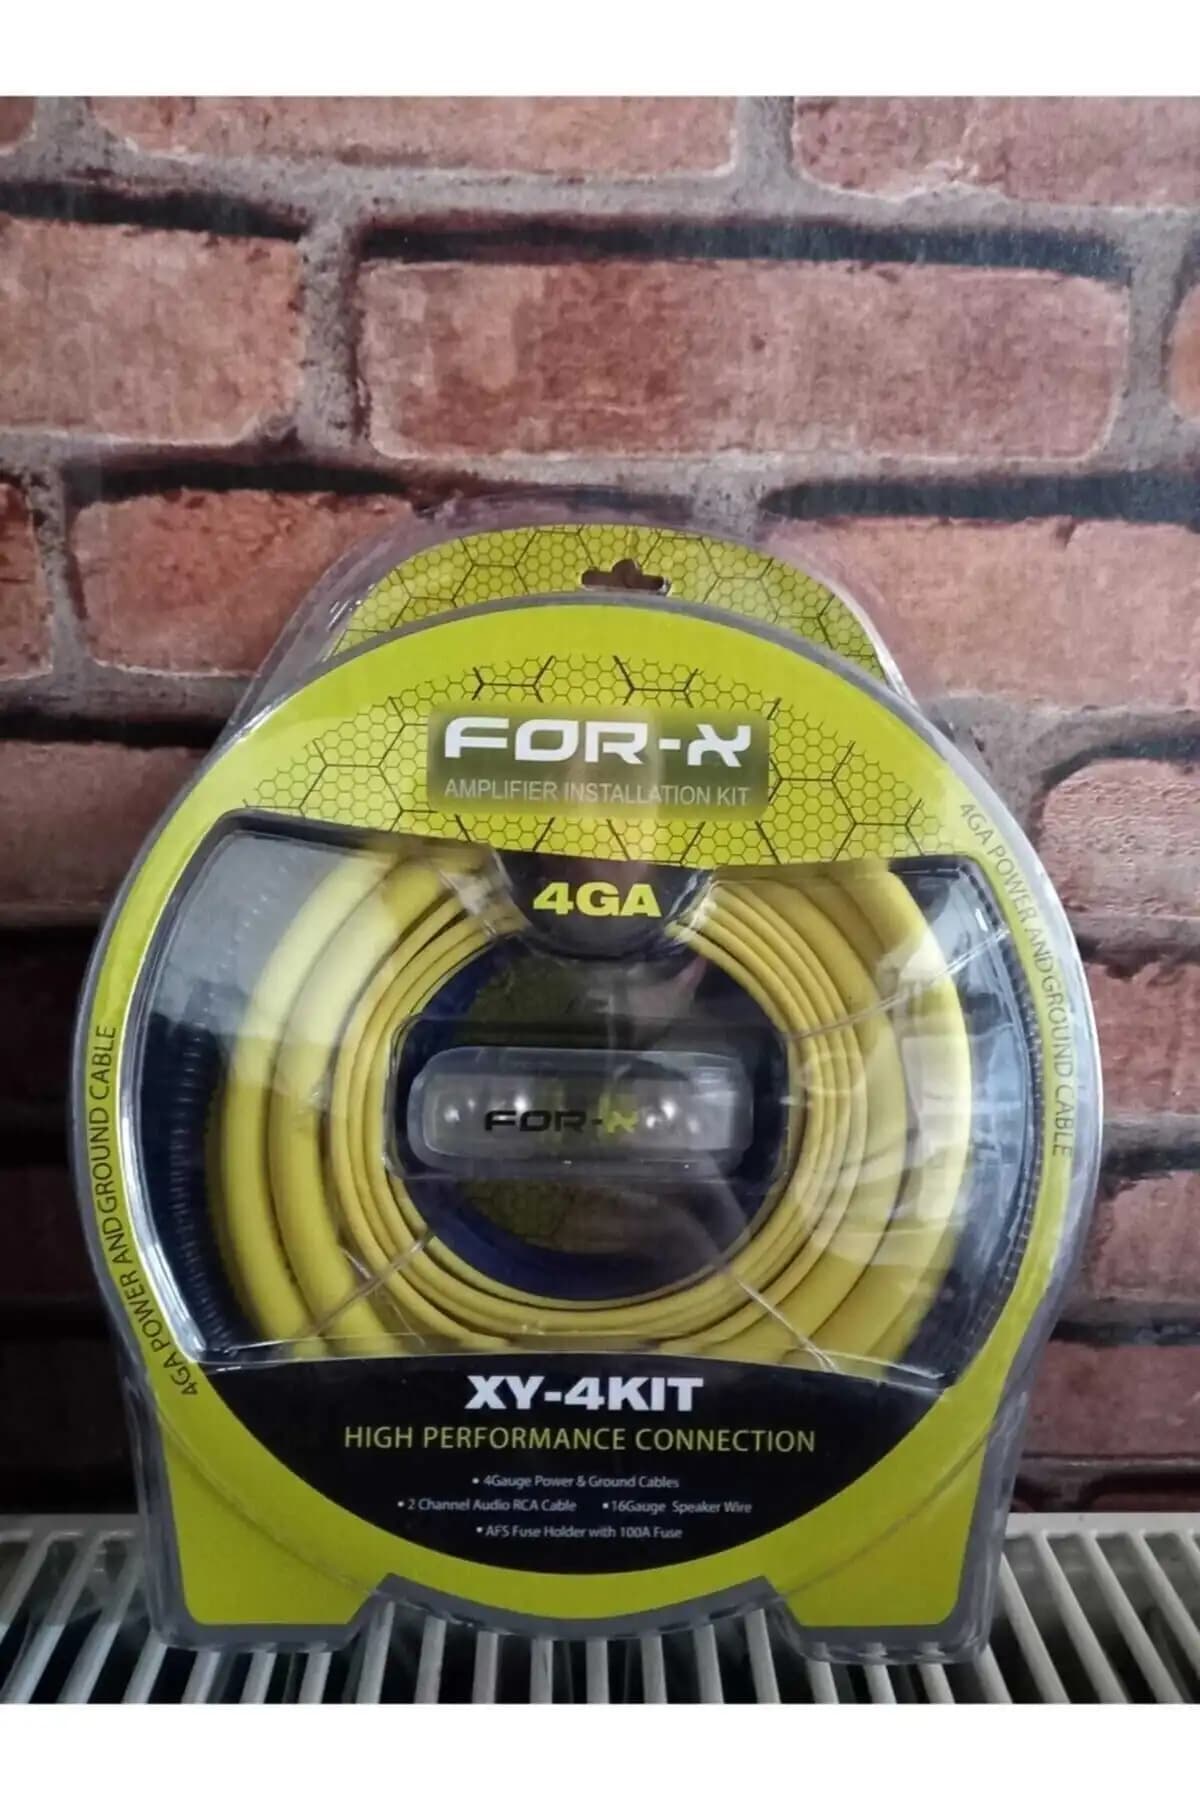 FOR-X
AMPLIFIER INSTALLATION KIT
4GA
4GA POWER AND GROUND CABLE
4GA POWER AND GROUND CABLE
FOR-X
XY-4KIT
HIGH PERFORMANCE CONNECTION
• 4Gauge Power & Ground Cables
• 2 Channel Audio RCA Cable • 16Gauge Speaker Wire
• AFS Fuse Holder with 100A Fuse